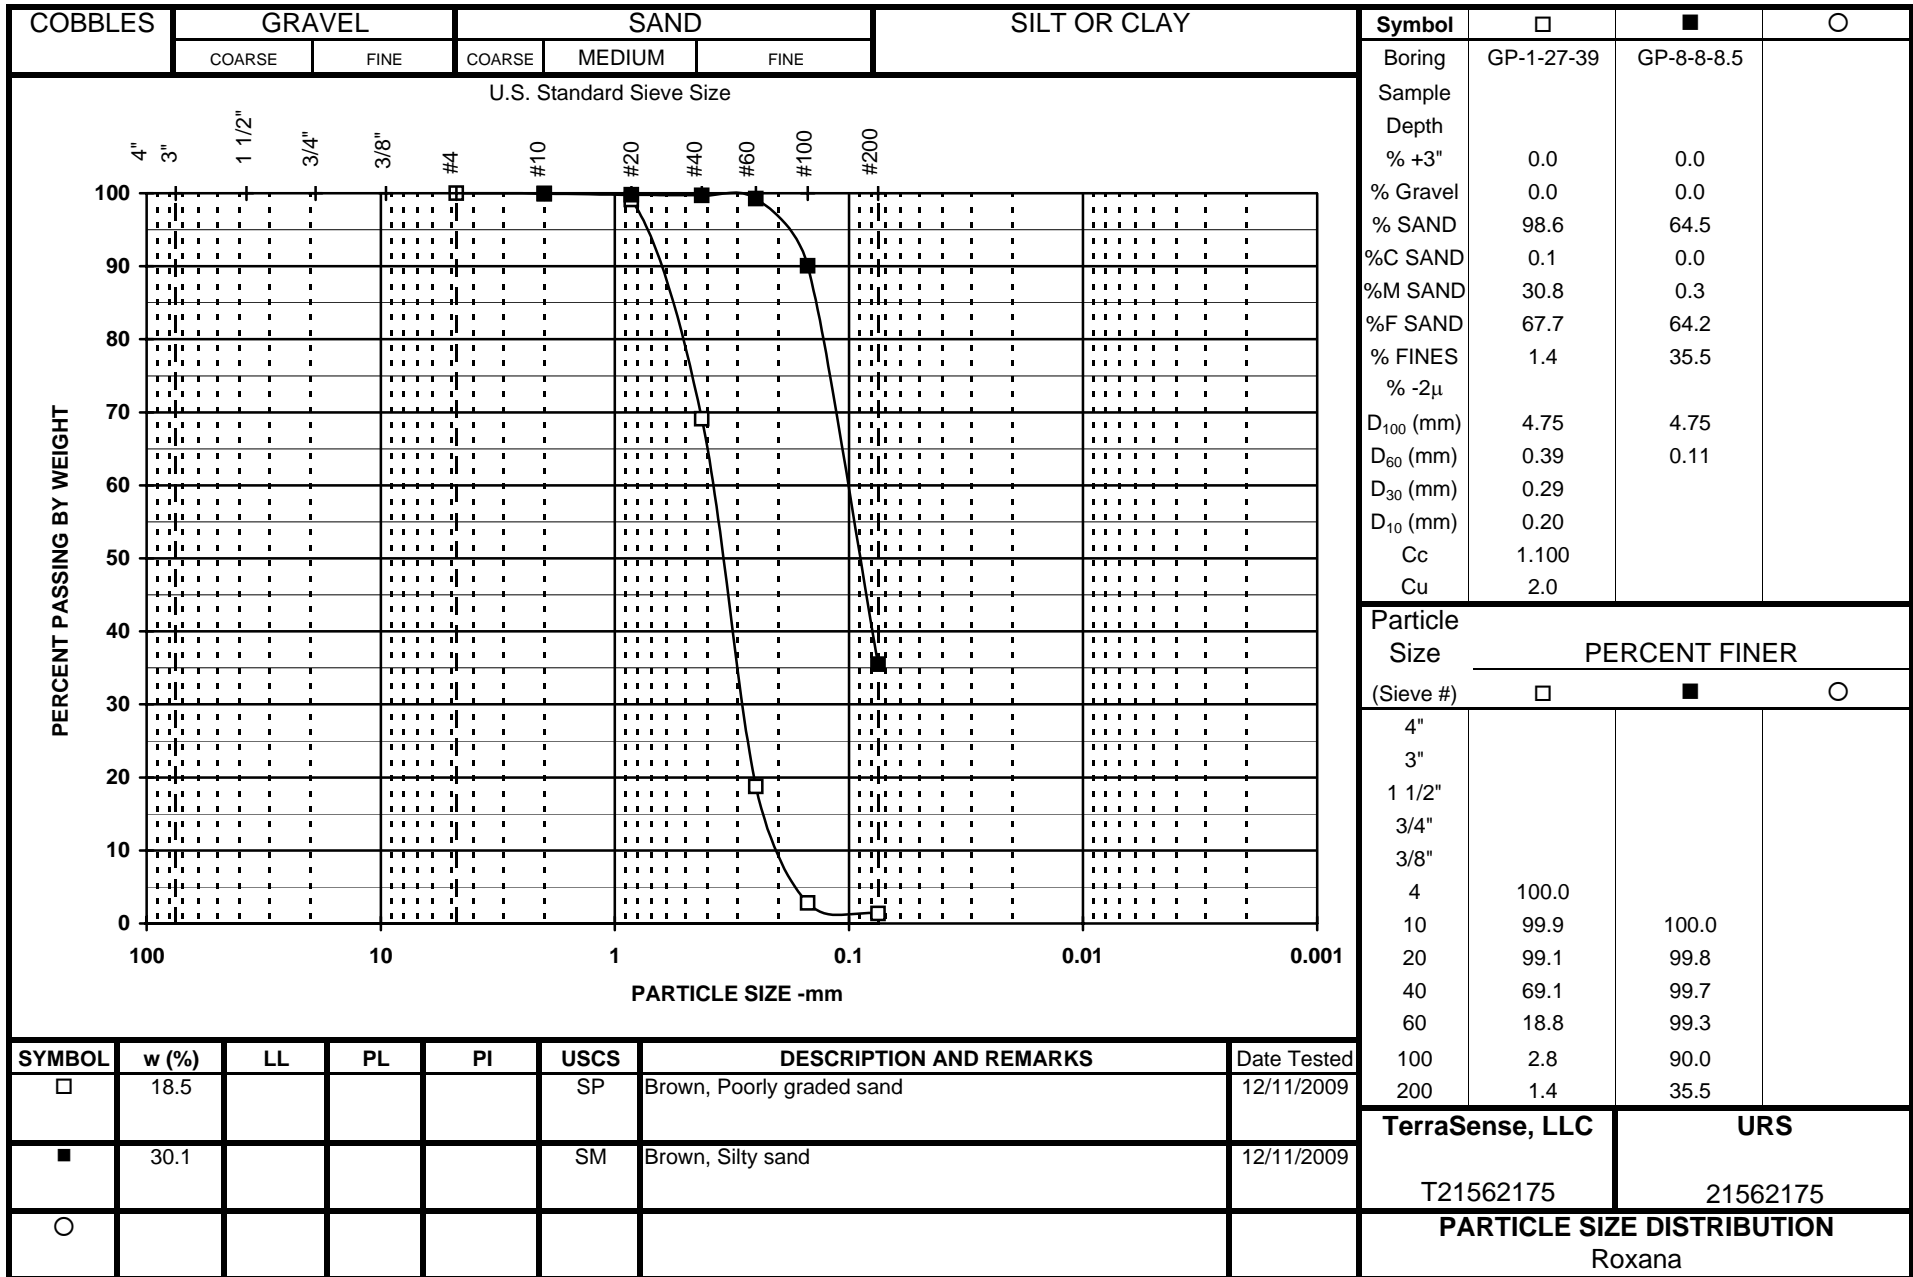 COBBLES GRAVEL SAND SILT OR CLAY
COARSE FINE COARSE MEDIUM FINE
U.S. Standard Sieve Size
4" 3" 1 1/2" 3/4" 3/8" #4 #10 #20 #40 #60 #100 #200
PERCENT PASSING BY WEIGHT
100
90
80
70
60
50
40
30
20
10
0
100 10 1 0.1 0.01 0.001
PARTICLE SIZE -mm
Symbol □ ■ ○
Boring GP-1-27-39 GP-8-8-8.5
Sample
Depth
% +3" 0.0 0.0
% Gravel 0.0 0.0
% SAND 98.6 64.5
%C SAND 0.1 0.0
%M SAND 30.8 0.3
%F SAND 67.7 64.2
% FINES 1.4 35.5
% -2μ
D100 (mm) 4.75 4.75
D60 (mm) 0.39 0.11
D30 (mm) 0.29
D10 (mm) 0.20
Cc 1.100
Cu 2.0
Particle
Size PERCENT FINER
(Sieve #) □ ■ ○
4"
3"
1 1/2"
3/4"
3/8"
4 100.0
10 99.9 100.0
20 99.1 99.8
40 69.1 99.7
60 18.8 99.3
100 2.8 90.0
200 1.4 35.5
SYMBOL w (%) LL PL PI USCS DESCRIPTION AND REMARKS Date Tested
□ 18.5 SP Brown, Poorly graded sand 12/11/2009
■ 30.1 SM Brown, Silty sand 12/11/2009
○
TerraSense, LLC URS
T21562175 21562175
PARTICLE SIZE DISTRIBUTION
Roxana